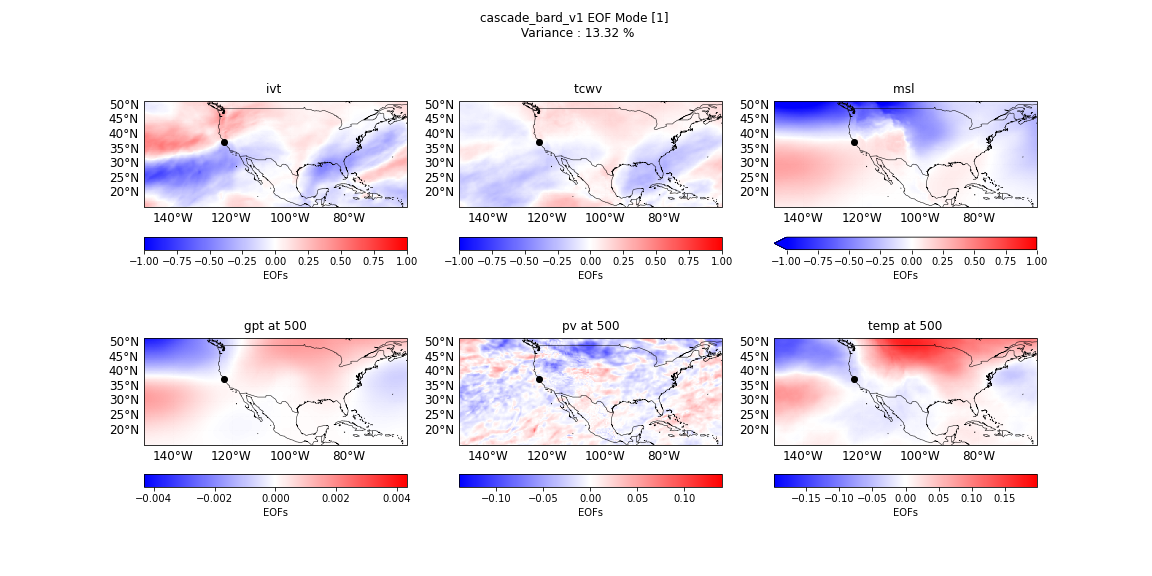 cascade_bard_v1 EOF Mode [1]
Variance : 13.32 %
ivt
tcwv
msl
50°N
45°N
40°N
35°N
30°N
25°N
20°N
140°W 120°W 100°W 80°W
−1.00 −0.75 −0.50 −0.25 0.00 0.25 0.50 0.75 1.00
EOFs
50°N
45°N
40°N
35°N
30°N
25°N
20°N
140°W 120°W 100°W 80°W
−1.00 −0.75 −0.50 −0.25 0.00 0.25 0.50 0.75 1.00
EOFs
50°N
45°N
40°N
35°N
30°N
25°N
20°N
140°W 120°W 100°W 80°W
−1.00 −0.75 −0.50 −0.25 0.00 0.25 0.50 0.75 1.00
EOFs
gpt at 500
pv at 500
temp at 500
50°N
45°N
40°N
35°N
30°N
25°N
20°N
140°W 120°W 100°W 80°W
−0.004 −0.002 0.000 0.002 0.004
EOFs
50°N
45°N
40°N
35°N
30°N
25°N
20°N
140°W 120°W 100°W 80°W
−0.10 −0.05 0.00 0.05 0.10
EOFs
50°N
45°N
40°N
35°N
30°N
25°N
20°N
140°W 120°W 100°W 80°W
−0.15 −0.10 −0.05 0.00 0.05 0.10 0.15
EOFs